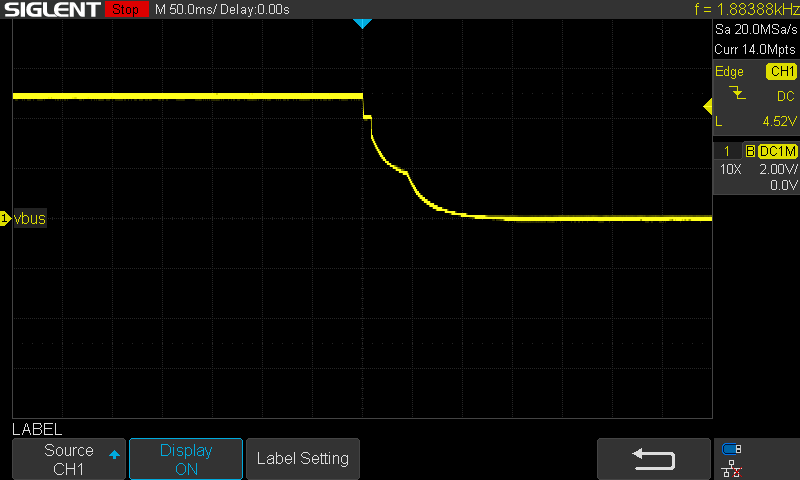 SIGLENT Stop M 50.0ms/ Delay:0.00s f = 1.88388kHz
Sa 20.0MSa/s
Curr 14.0Mpts
Edge CH1
DC
L 4.52V
1 B DC1M
10X 2.00V/
0.0V
1 vbus
LABEL
Source
CH1
Display
ON
Label Setting